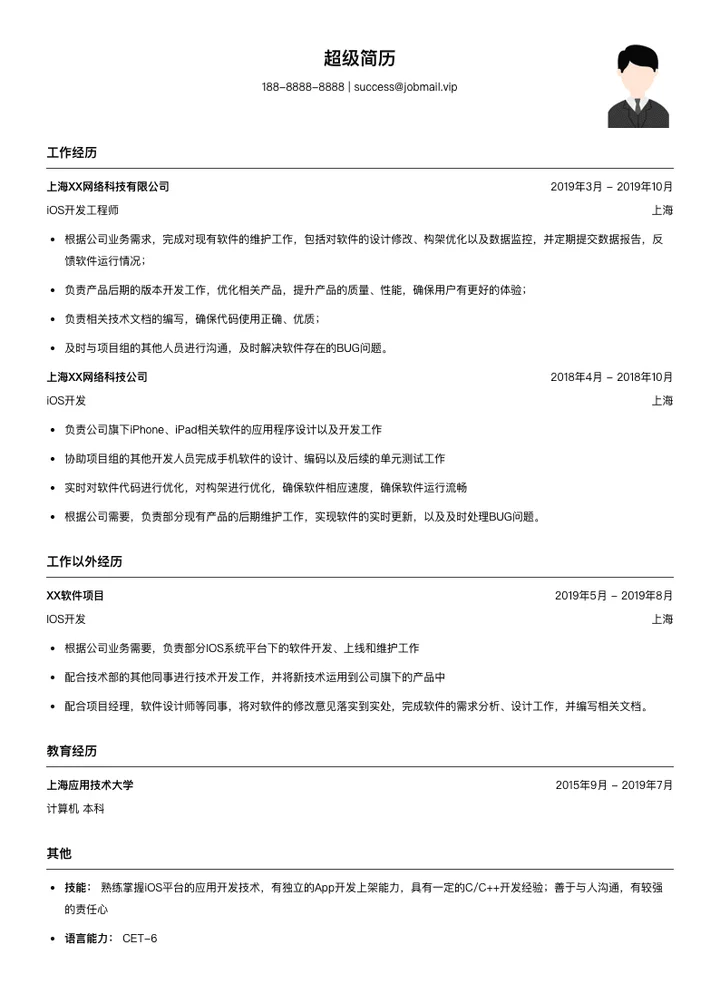 超级简历
188-8888-8888 | success@jobmail.vip
工作经历
上海XX网络科技有限公司 2019年3月 - 2019年10月
iOS开发工程师 上海
• 根据公司业务需求，完成对现有软件的维护工作，包括对软件的设计修改、构架优化以及数据监控，并定期提交数据报告，反
馈软件运行情况；
• 负责产品后期的版本开发工作，优化相关产品，提升产品的质量、性能，确保用户有更好的体验；
• 负责相关技术文档的编写，确保代码使用正确、优质；
• 及时与项目组的其他人员进行沟通，及时解决软件存在的BUG问题。
上海XX网络科技公司 2018年4月 - 2018年10月
iOS开发 上海
• 负责公司旗下iPhone、iPad相关软件的应用程序设计以及开发工作
• 协助项目组的其他开发人员完成手机软件的设计、编码以及后续的单元测试工作
• 实时对软件代码进行优化，对构架进行优化，确保软件相应速度，确保软件运行流畅
• 根据公司需要，负责部分现有产品的后期维护工作，实现软件的实时更新，以及及时处理BUG问题。
工作以外经历
XX软件项目 2019年5月 - 2019年8月
IOS开发 上海
• 根据公司业务需要，负责部分IOS系统平台下的软件开发、上线和维护工作
• 配合技术部的其他同事进行技术开发工作，并将新技术运用到公司旗下的产品中
• 配合项目经理，软件设计师等同事，将对软件的修改意见落实到实处，完成软件的需求分析、设计工作，并编写相关文档。
教育经历
上海应用技术大学 2015年9月 - 2019年7月
计算机 本科
其他
• 技能： 熟练掌握iOS平台的应用开发技术，有独立的App开发上架能力，具有一定的C/C++开发经验；善于与人沟通，有较强
的责任心
• 语言能力： CET-6